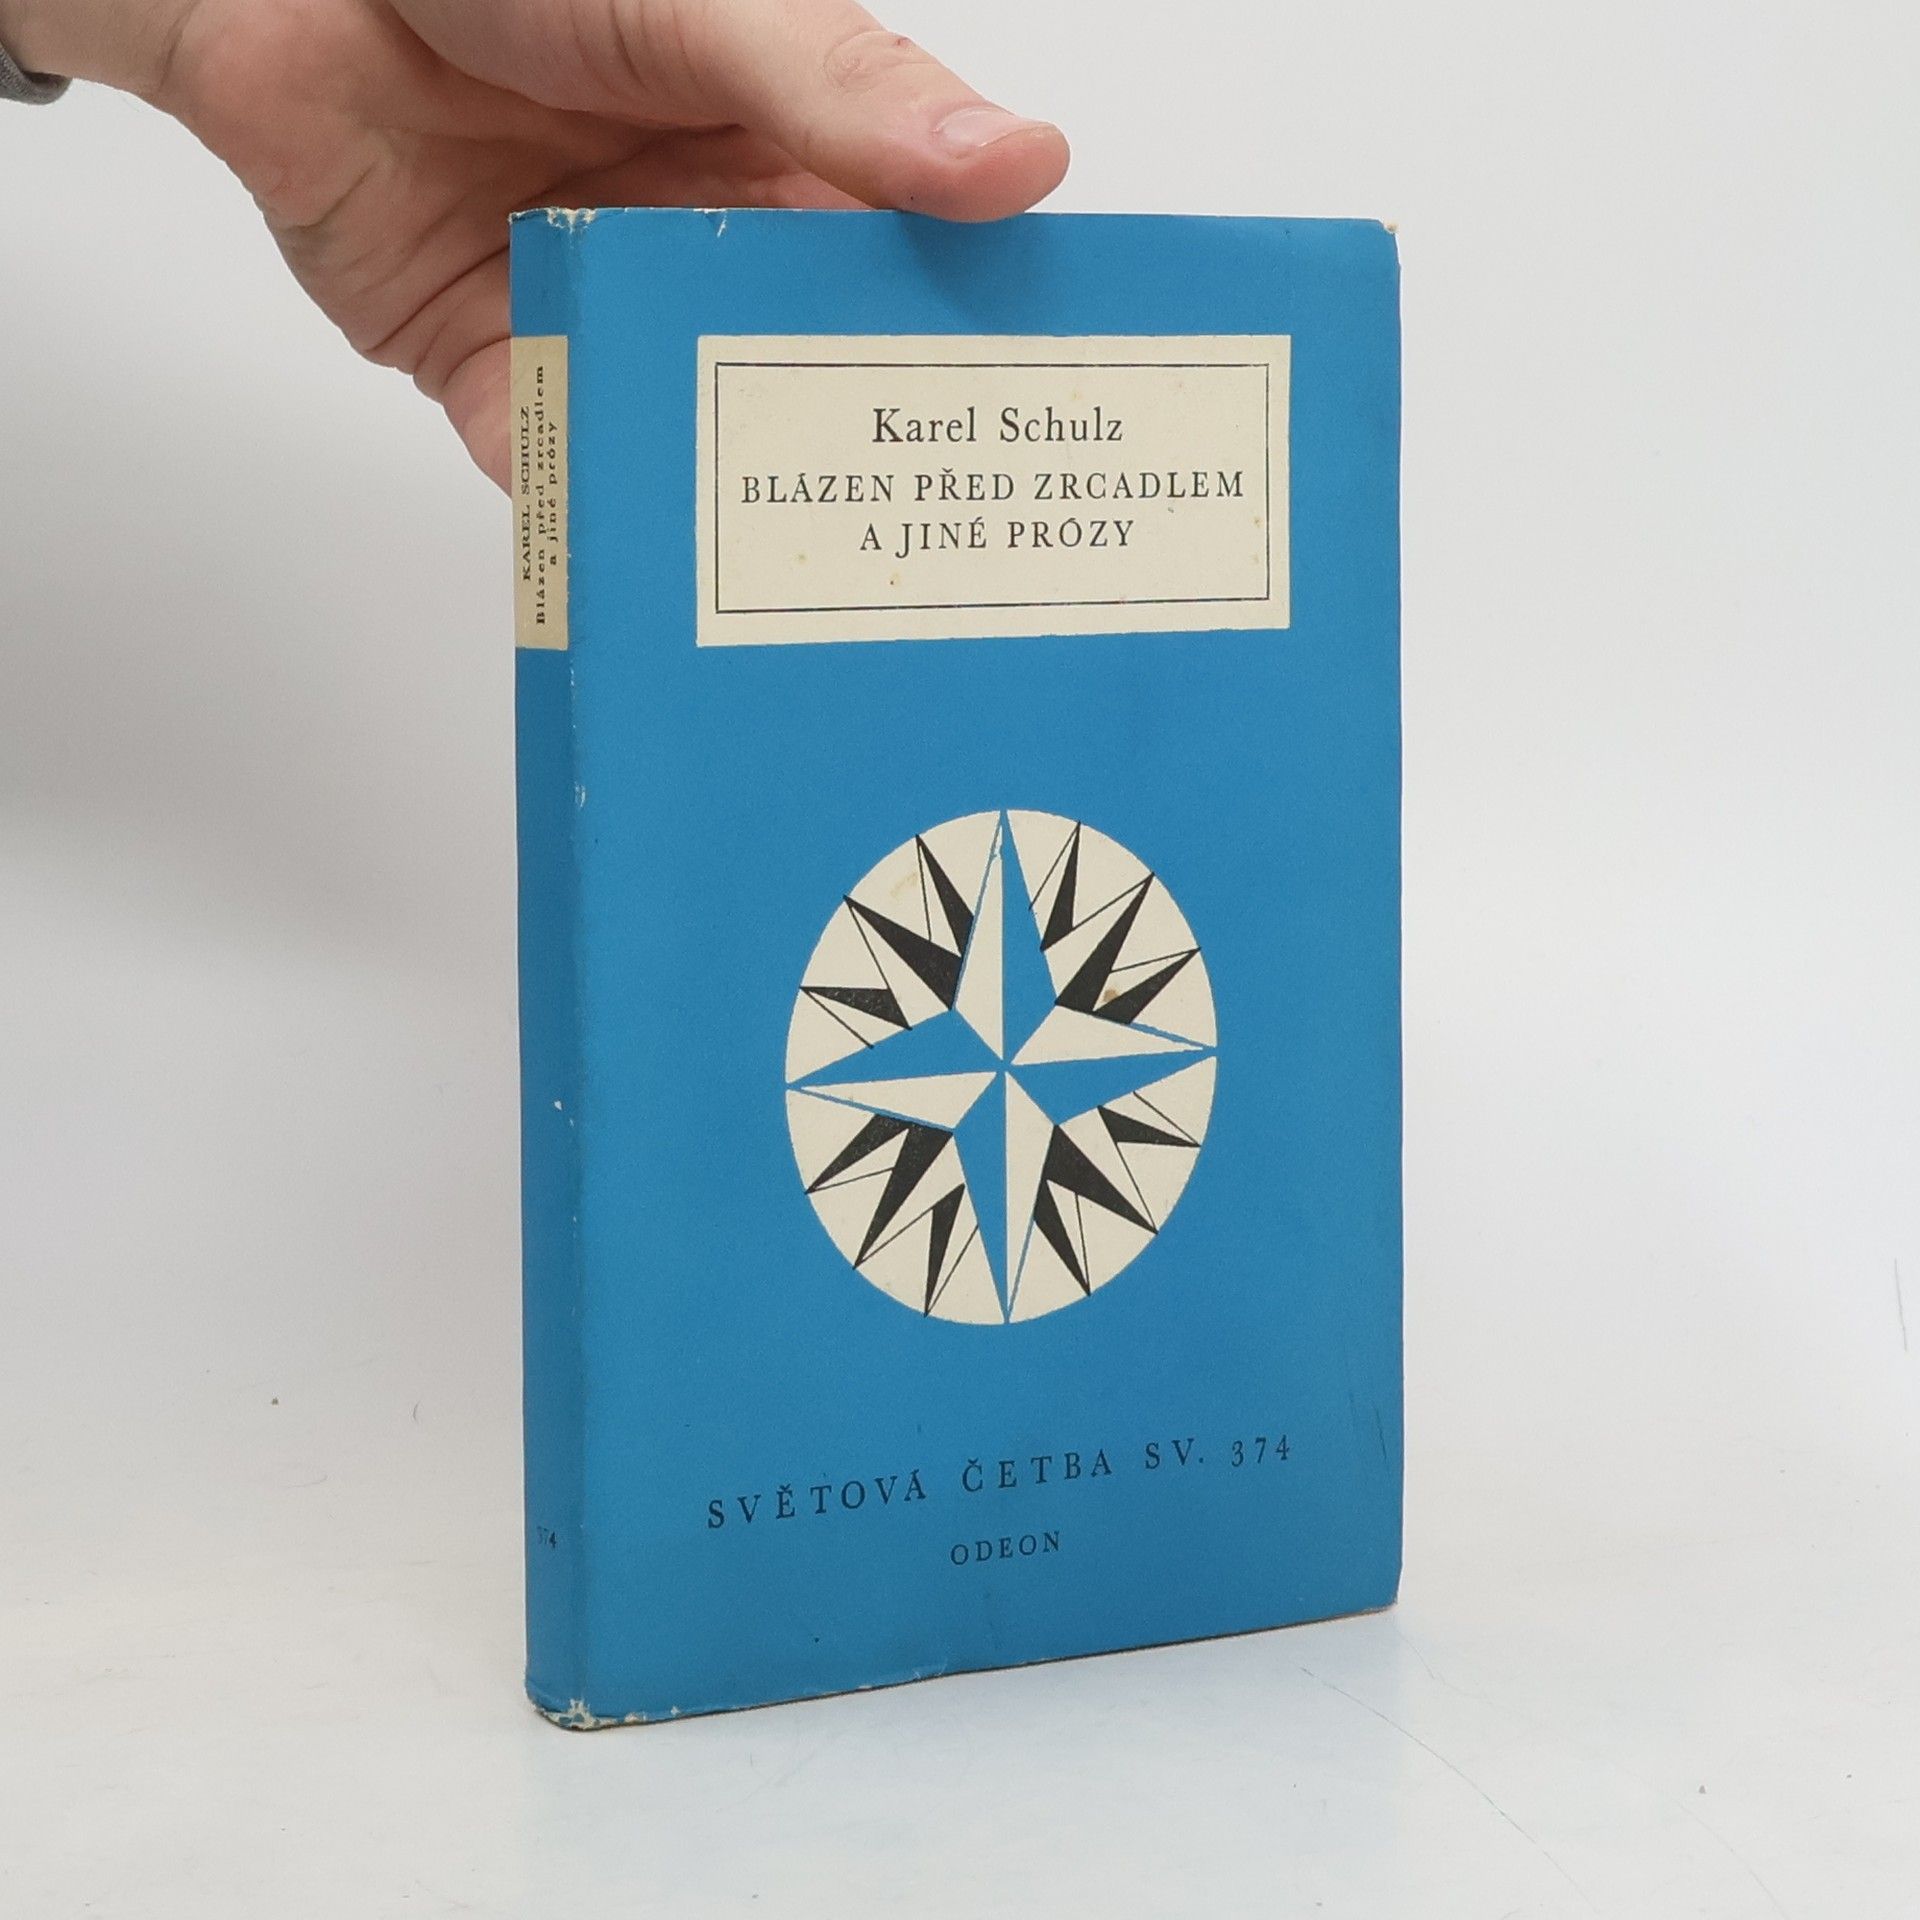 KAREL SCHULZ
Blázen před zrcadlem
a jiné prózy
374
Karel Schulz
BLÁZEN PŘED ZRCADLEM
A JINÉ PRÓZY
SVĚTOVÁ ČETBA SV. 374
ODEON